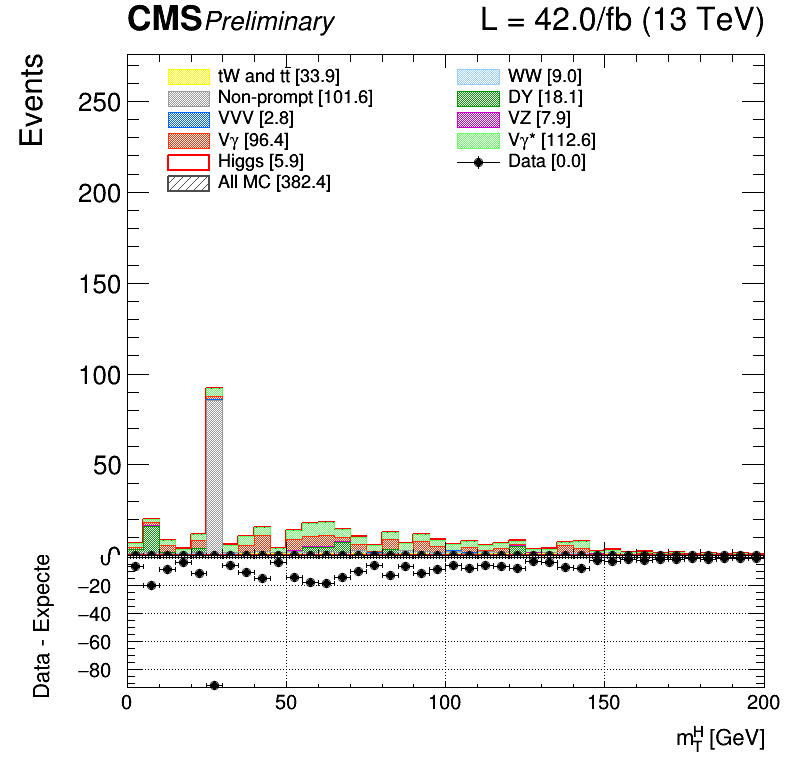 CMS Preliminary L = 42.0/fb (13 TeV)
Events
tW and tt̄ [33.9]
Non-prompt [101.6]
VVV [2.8]
Vγ [96.4]
Higgs [5.9]
All MC [382.4]
WW [9.0]
DY [18.1]
VZ [7.9]
Vγ* [112.6]
Data [0.0]
250
200
150
100
50
0
Data - Expecte
0
−20
−40
−60
−80
0 50 100 150 200
m_T^H [GeV]